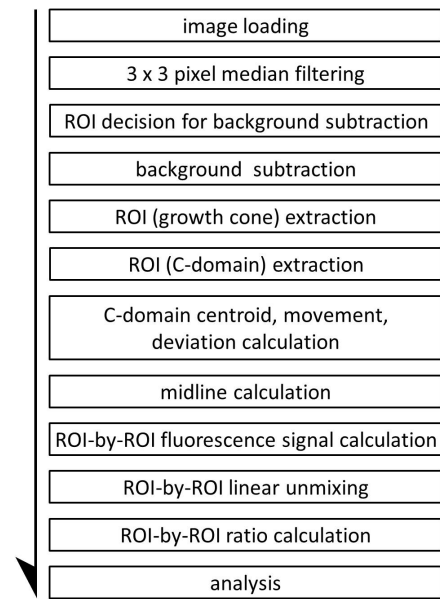 image loading
3 x 3 pixel median filtering
ROI decision for background subtraction
background subtraction
ROI (growth cone) extraction
ROI (C-domain) extraction
C-domain centroid, movement,
deviation calculation
midline calculation
ROI-by-ROI fluorescence signal calculation
ROI-by-ROI linear unmixing
ROI-by-ROI ratio calculation
analysis